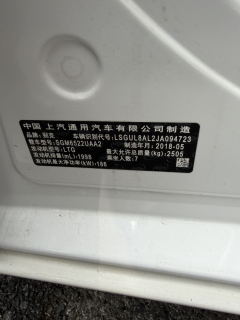 中国 上汽通用汽车有限公司 制造
品牌：别克 车辆识别代号：LSGUL8AL2JA094723
整车型号：SGM6522UAA2 制造年月：2018-05
发动机型号：LTG 最大允许总质量(kg)：2505
发动机排量(mL)：1998 乘坐人数：7
发动机最大净功率(kW)：186